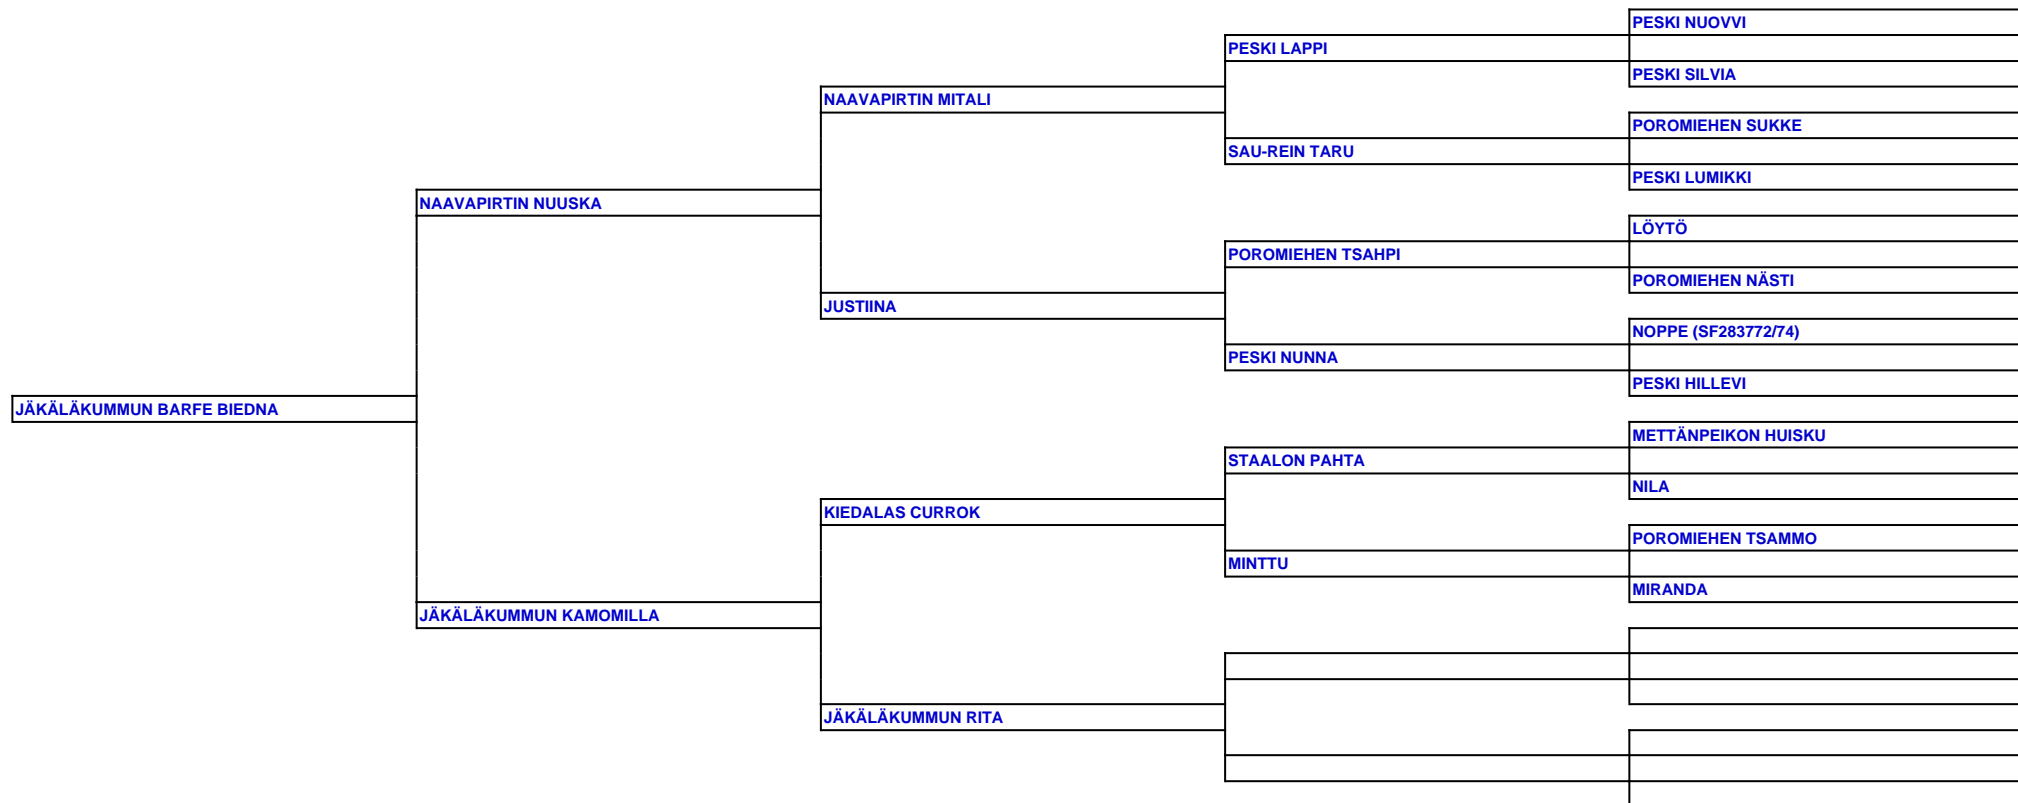 PESKI NUOVVI
PESKI LAPPI
PESKI SILVIA
NAAVAPIRTIN MITALI
POROMIEHEN SUKKE
SAU-REIN TARU
PESKI LUMIKKI
NAAVAPIRTIN NUUSKA
LÖYTÖ
POROMIEHEN TSAHPI
POROMIEHEN NÄSTI
JUSTIINA
NOPPE (SF283772/74)
PESKI NUNNA
PESKI HILLEVI
JÄKÄLÄKUMMUN BARFE BIEDNA
METTÄNPEIKON HUISKU
STAALON PAHTA
NILA
KIEDALAS CURROK
POROMIEHEN TSAMMO
MINTTU
MIRANDA
JÄKÄLÄKUMMUN KAMOMILLA
JÄKÄLÄKUMMUN RITA